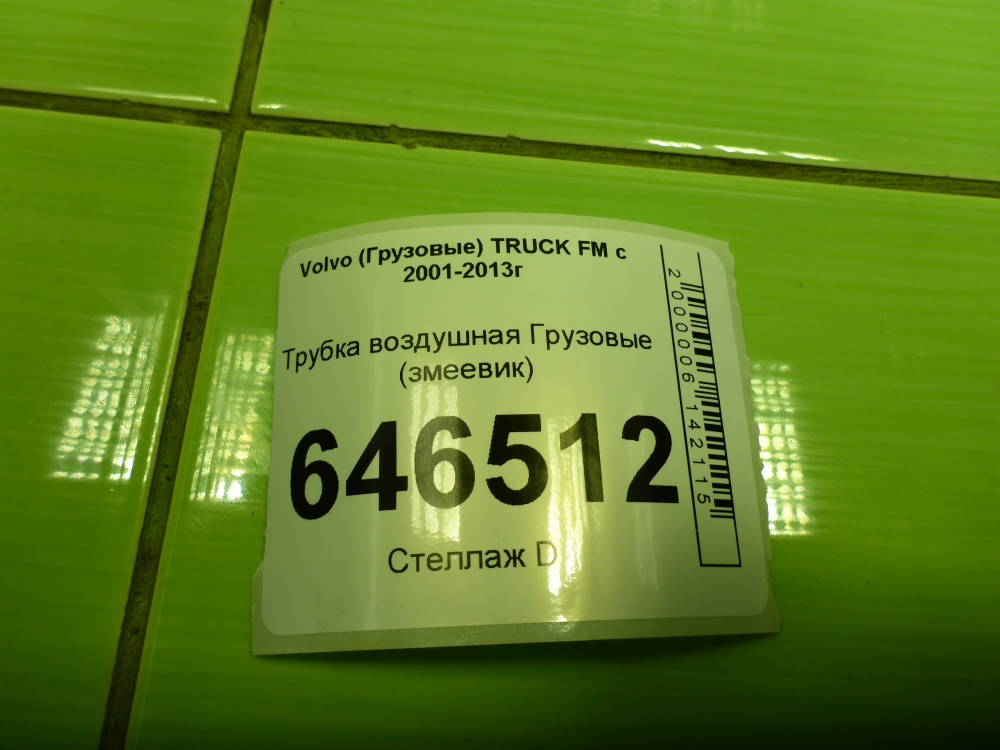 Volvo (Грузовые) TRUCK FM с
2001-2013г
Трубка воздушная Грузовые
(змеевик)
646512
Стеллаж D
2000006142115